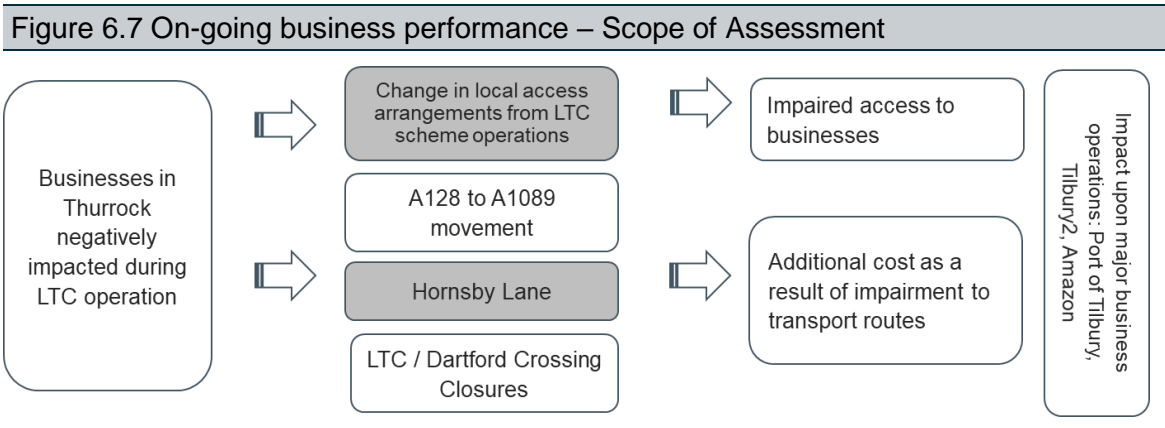 Figure 6.7 On-going business performance – Scope of Assessment
Businesses in
Thurrock
negatively
impacted during
LTC operation
Change in local access
arrangements from LTC
scheme operations
A128 to A1089
movement
Hornsby Lane
LTC / Dartford Crossing
Closures
Impaired access to
businesses
Additional cost as a
result of impairment to
transport routes
Impact upon major business
operations: Port of Tilbury,
Tilbury2, Amazon